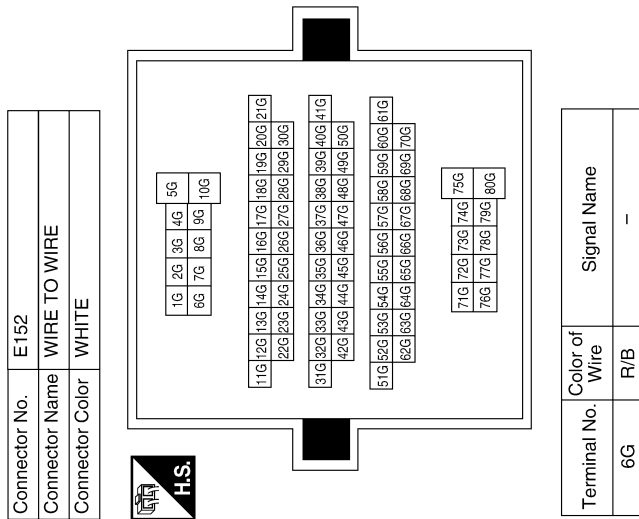 Connector No. E152
Connector Name WIRE TO WIRE
Connector Color WHITE
H.S.
5G 10G
1G 2G 3G 4G
6G 7G 8G 9G
11G 12G 13G 14G 15G 16G 17G 18G 19G 20G 21G
22G 23G 24G 25G 26G 27G 28G 29G 30G
31G 32G 33G 34G 35G 36G 37G 38G 39G 40G 41G
42G 43G 44G 45G 46G 47G 48G 49G 50G
51G 52G 53G 54G 55G 56G 57G 58G 59G 60G 61G
62G 63G 64G 65G 66G 67G 68G 69G 70G
71G 72G 73G 74G 75G
76G 77G 78G 79G 80G
Terminal No. Color of Wire Signal Name
6G R/B –